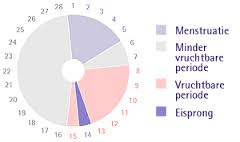 28 1 2
27 3
26 4
25 5
24 6
23 7
22 8
21 9
20 10
19 11
18 12
17 13
16 15 14
Menstruatie
Minder
vruchtbare
periode
Vruchtbare
periode
Eisprong